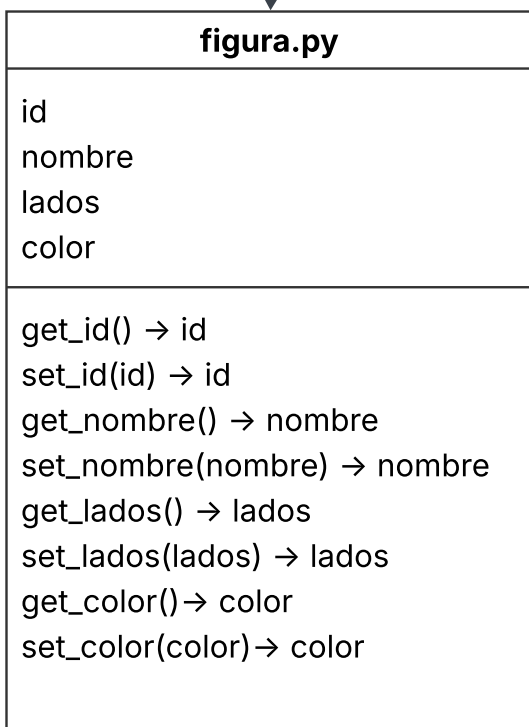 figura.py
id
nombre
lados
color
get_id() → id
set_id(id) → id
get_nombre() → nombre
set_nombre(nombre) → nombre
get_lados() → lados
set_lados(lados) → lados
get_color()→ color
set_color(color)→ color